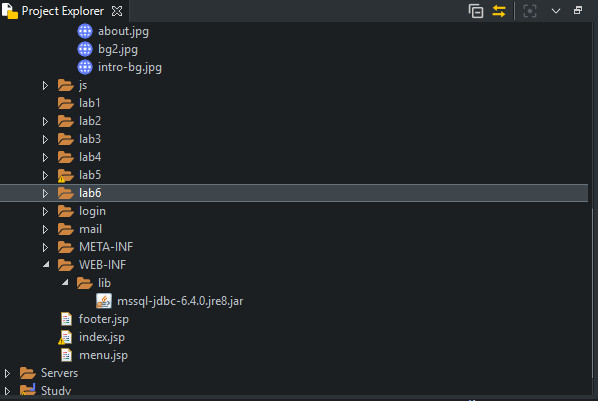 Project Explorer
about.jpg
bg2.jpg
intro-bg.jpg
js
lab1
lab2
lab3
lab4
lab5
lab6
login
mail
META-INF
WEB-INF
lib
mssql-jdbc-6.4.0.jre8.jar
footer.jsp
index.jsp
menu.jsp
Servers
Study